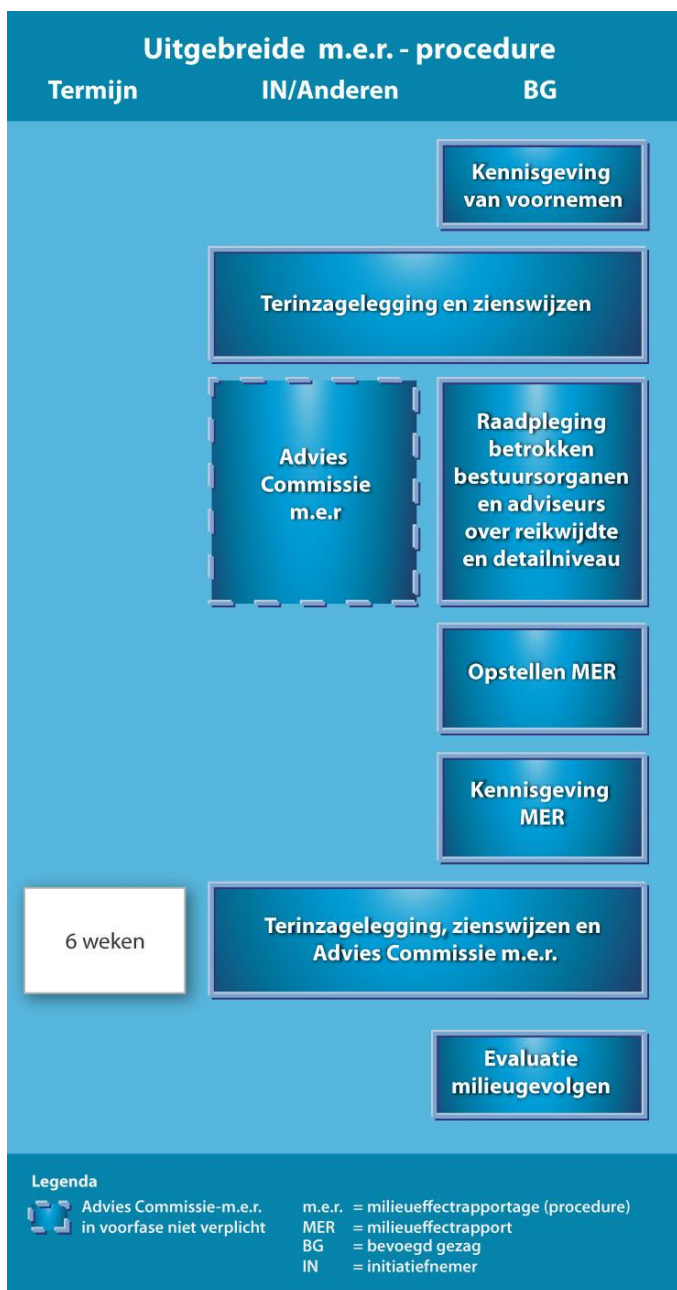 Uitgebreide m.e.r. - procedure
Termijn IN/Anderen BG
Kennisgeving
van voornemen
Terinzagelegging en zienswijzen
Advies
Commissie
m.e.r
Raadpleging
betrokken
bestuursorganen
en adviseurs
over reikwijdte
en detailniveau
Opstellen MER
Kennisgeving
MER
6 weken
Terinzagelegging, zienswijzen en
Advies Commissie m.e.r.
Evaluatie
milieugevolgen
Legenda
Advies Commissie-m.e.r.
in voorfase niet verplicht
m.e.r. = milieueffectrapportage (procedure)
MER = milieueffectrapport
BG = bevoegd gezag
IN = initiatiefnemer